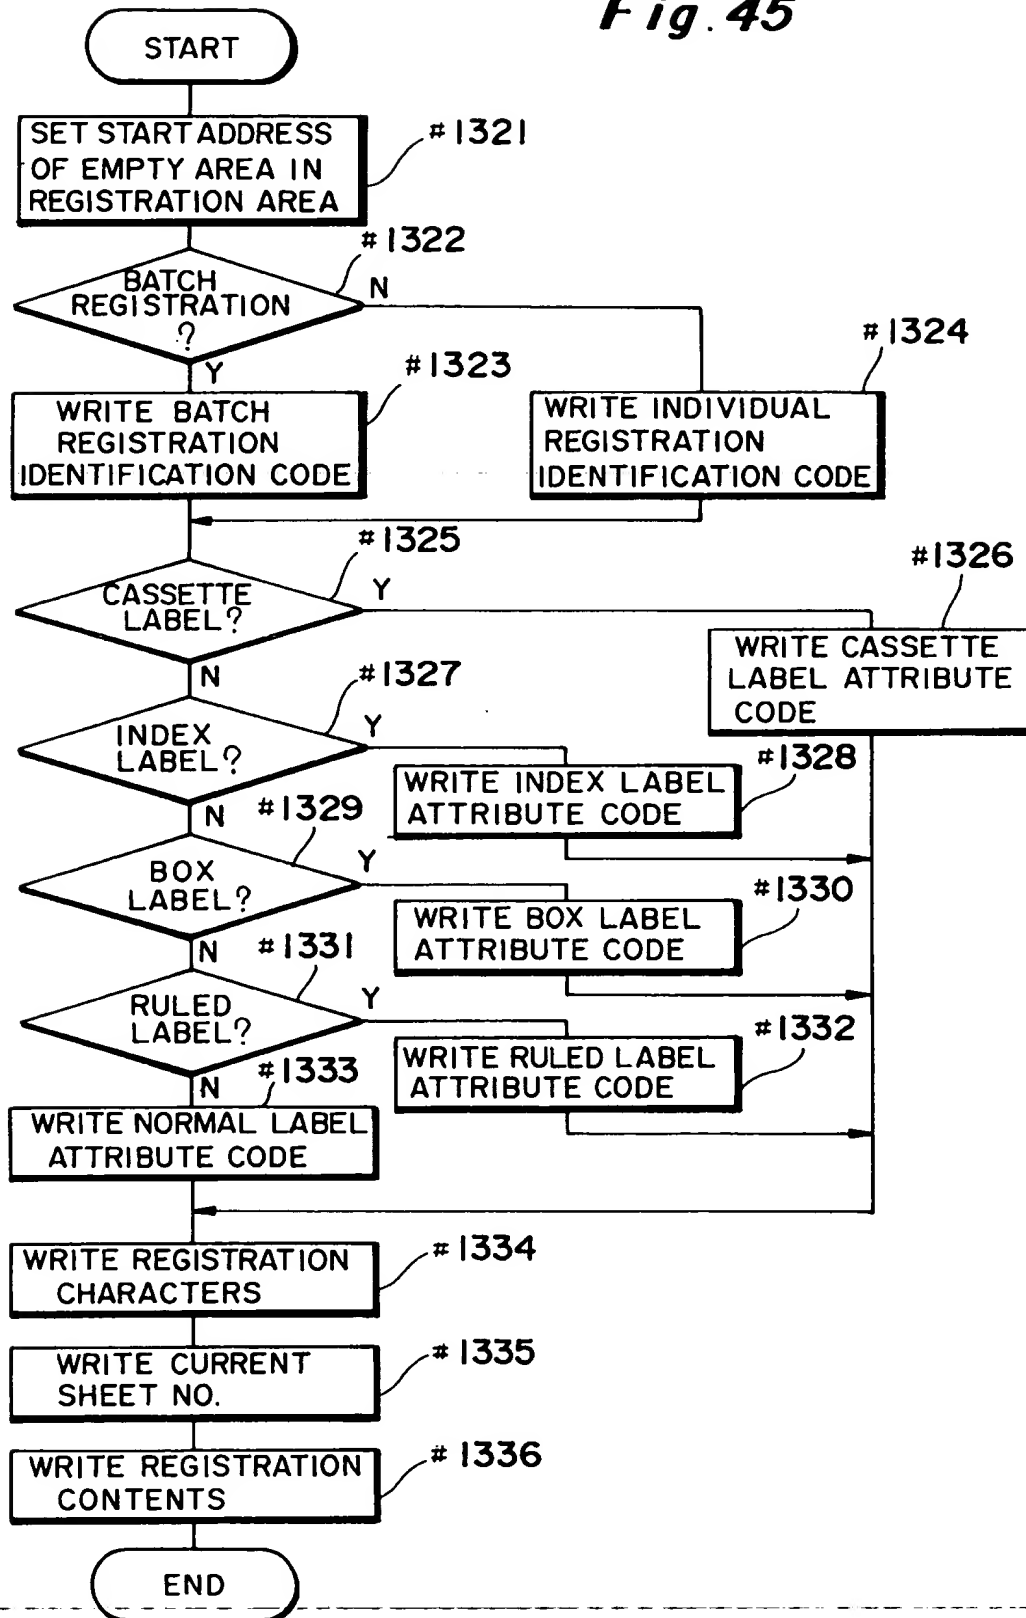 Fig. 45
START
SET START ADDRESS
OF EMPTY AREA IN
REGISTRATION AREA
#1321
#1322
BATCH
REGISTRATION
?
N
Y
#1323
#1324
WRITE BATCH
REGISTRATION
IDENTIFICATION CODE
WRITE INDIVIDUAL
REGISTRATION
IDENTIFICATION CODE
#1325
CASSETTE
LABEL?
Y
N
#1326
WRITE CASSETTE
LABEL ATTRIBUTE
CODE
#1327
INDEX
LABEL?
Y
N
#1328
WRITE INDEX LABEL
ATTRIBUTE CODE
#1329
BOX
LABEL?
Y
N
#1330
WRITE BOX LABEL
ATTRIBUTE CODE
#1331
RULED
LABEL?
Y
N
#1332
WRITE RULED LABEL
ATTRIBUTE CODE
#1333
WRITE NORMAL LABEL
ATTRIBUTE CODE
WRITE REGISTRATION
CHARACTERS
#1334
WRITE CURRENT
SHEET NO.
#1335
WRITE REGISTRATION
CONTENTS
#1336
END